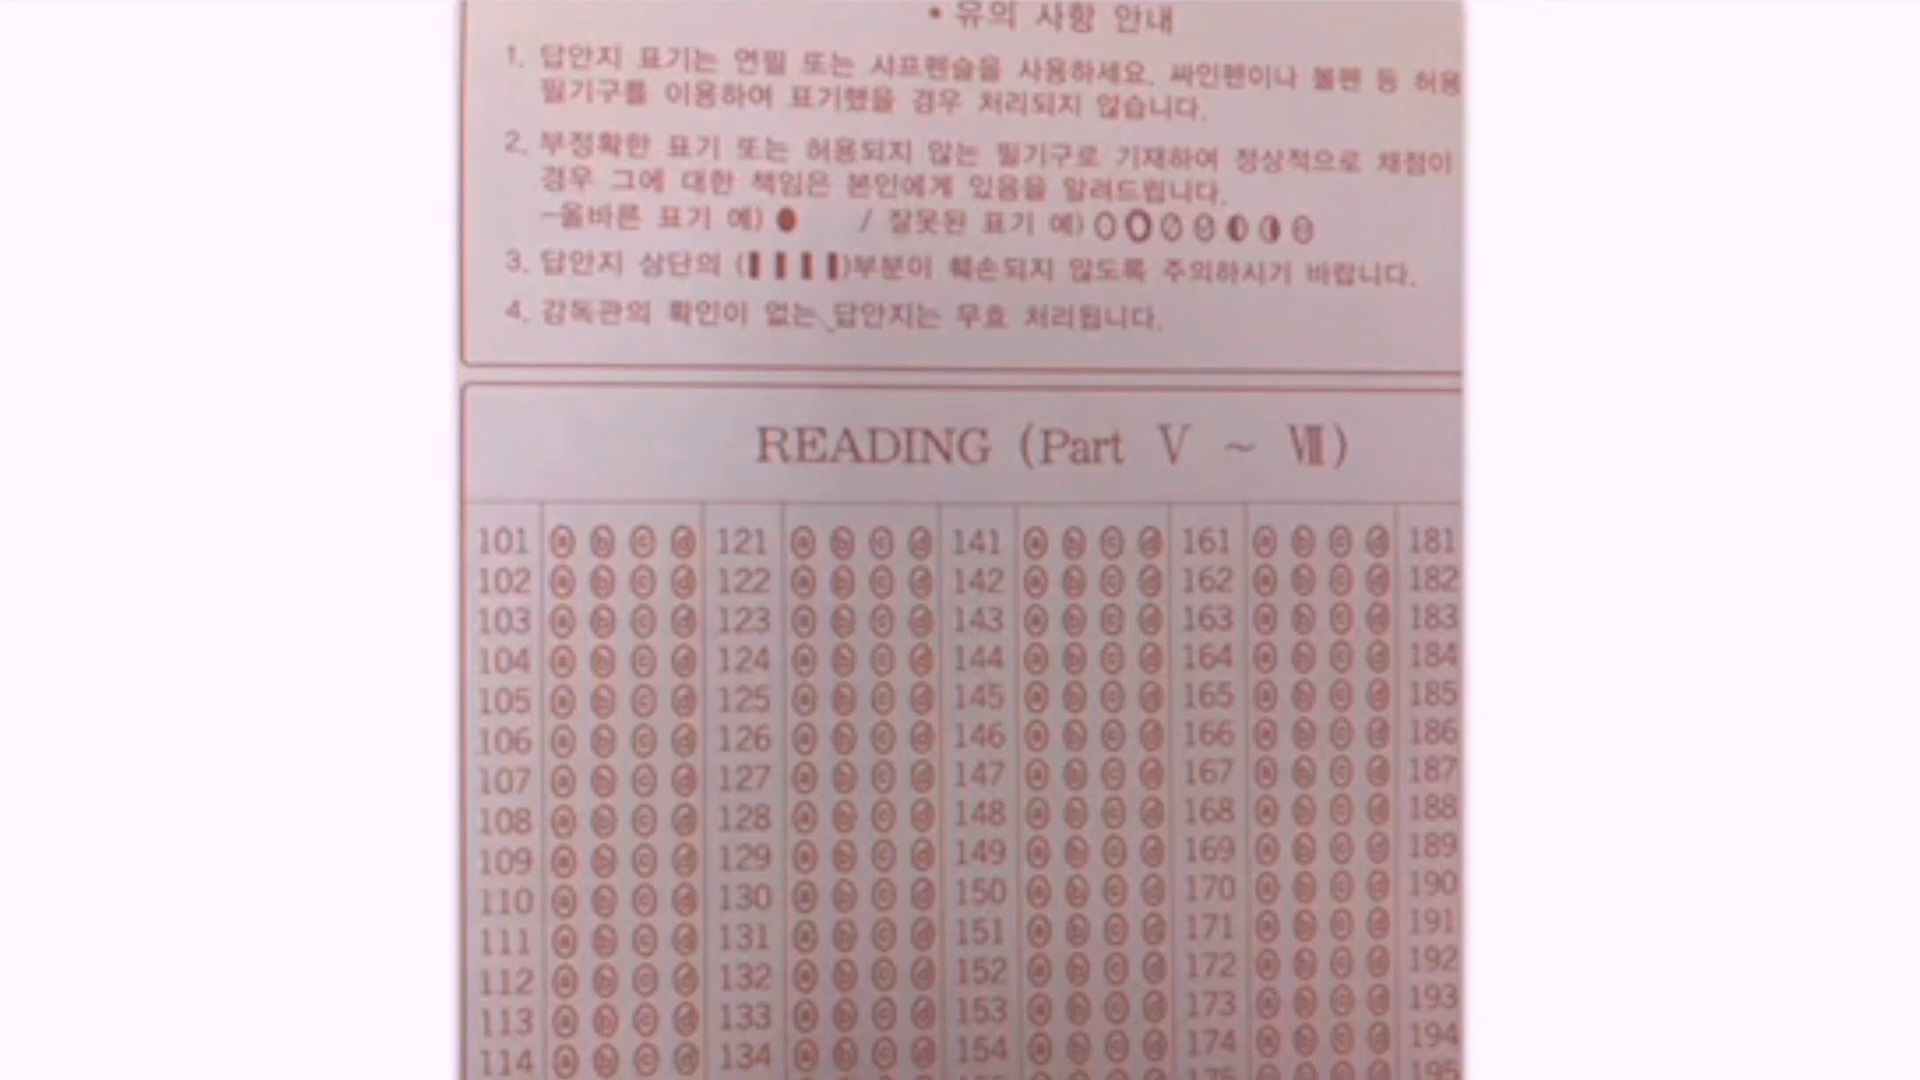 • 유의 사항 안내
1. 답안지 표기는 연필 또는 샤프펜슬을 사용하세요. 싸인펜이나 볼펜 등 허용
필기구를 이용하여 표기했을 경우 처리되지 않습니다.
2. 부정확한 표기 또는 허용되지 않는 필기구로 기재하여 정상적으로 채점이
경우 그에 대한 책임은 본인에게 있음을 알려드립니다.
-올바른 표기 예) / 잘못된 표기 예)
3. 답안지 상단의 ( )부분이 훼손되지 않도록 주의하시기 바랍니다.
4. 감독관의 확인이 없는 답안지는 무효 처리됩니다.
READING (Part Ⅴ ~ Ⅶ)
101 ⓐ ⓑ ⓒ ⓓ 121 ⓐ ⓑ ⓒ ⓓ 141 ⓐ ⓑ ⓒ ⓓ 161 ⓐ ⓑ ⓒ ⓓ 181
102 ⓐ ⓑ ⓒ ⓓ 122 ⓐ ⓑ ⓒ ⓓ 142 ⓐ ⓑ ⓒ ⓓ 162 ⓐ ⓑ ⓒ ⓓ 182
103 ⓐ ⓑ ⓒ ⓓ 123 ⓐ ⓑ ⓒ ⓓ 143 ⓐ ⓑ ⓒ ⓓ 163 ⓐ ⓑ ⓒ ⓓ 183
104 ⓐ ⓑ ⓒ ⓓ 124 ⓐ ⓑ ⓒ ⓓ 144 ⓐ ⓑ ⓒ ⓓ 164 ⓐ ⓑ ⓒ ⓓ 184
105 ⓐ ⓑ ⓒ ⓓ 125 ⓐ ⓑ ⓒ ⓓ 145 ⓐ ⓑ ⓒ ⓓ 165 ⓐ ⓑ ⓒ ⓓ 185
106 ⓐ ⓑ ⓒ ⓓ 126 ⓐ ⓑ ⓒ ⓓ 146 ⓐ ⓑ ⓒ ⓓ 166 ⓐ ⓑ ⓒ ⓓ 186
107 ⓐ ⓑ ⓒ ⓓ 127 ⓐ ⓑ ⓒ ⓓ 147 ⓐ ⓑ ⓒ ⓓ 167 ⓐ ⓑ ⓒ ⓓ 187
108 ⓐ ⓑ ⓒ ⓓ 128 ⓐ ⓑ ⓒ ⓓ 148 ⓐ ⓑ ⓒ ⓓ 168 ⓐ ⓑ ⓒ ⓓ 188
109 ⓐ ⓑ ⓒ ⓓ 129 ⓐ ⓑ ⓒ ⓓ 149 ⓐ ⓑ ⓒ ⓓ 169 ⓐ ⓑ ⓒ ⓓ 189
110 ⓐ ⓑ ⓒ ⓓ 130 ⓐ ⓑ ⓒ ⓓ 150 ⓐ ⓑ ⓒ ⓓ 170 ⓐ ⓑ ⓒ ⓓ 190
111 ⓐ ⓑ ⓒ ⓓ 131 ⓐ ⓑ ⓒ ⓓ 151 ⓐ ⓑ ⓒ ⓓ 171 ⓐ ⓑ ⓒ ⓓ 191
112 ⓐ ⓑ ⓒ ⓓ 132 ⓐ ⓑ ⓒ ⓓ 152 ⓐ ⓑ ⓒ ⓓ 172 ⓐ ⓑ ⓒ ⓓ 192
113 ⓐ ⓑ ⓒ ⓓ 133 ⓐ ⓑ ⓒ ⓓ 153 ⓐ ⓑ ⓒ ⓓ 173 ⓐ ⓑ ⓒ ⓓ 193
114 ⓐ ⓑ ⓒ ⓓ 134 ⓐ ⓑ ⓒ ⓓ 154 ⓐ ⓑ ⓒ ⓓ 174 ⓐ ⓑ ⓒ ⓓ 194